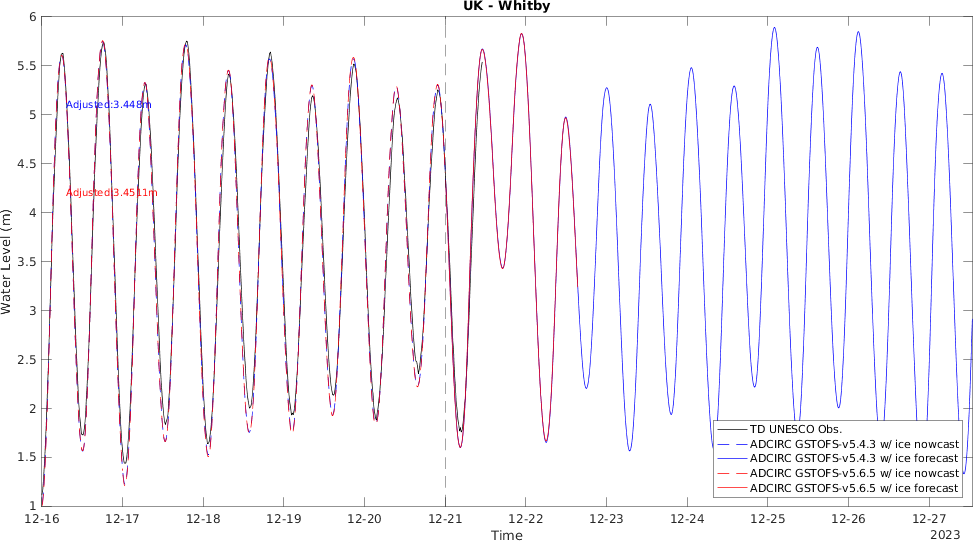 UK - Whitby
6
5.5
5
4.5
4
3.5
3
2.5
2
1.5
1
Water Level (m)
Adjusted:3.448m
Adjusted:3.4511m
TD UNESCO Obs.
ADCIRC GSTOFS-v5.4.3 w/ ice nowcast
ADCIRC GSTOFS-v5.4.3 w/ ice forecast
ADCIRC GSTOFS-v5.6.5 w/ ice nowcast
ADCIRC GSTOFS-v5.6.5 w/ ice forecast
12-16 12-17 12-18 12-19 12-20 12-21 12-22 12-23 12-24 12-25 12-26 12-27
Time
2023